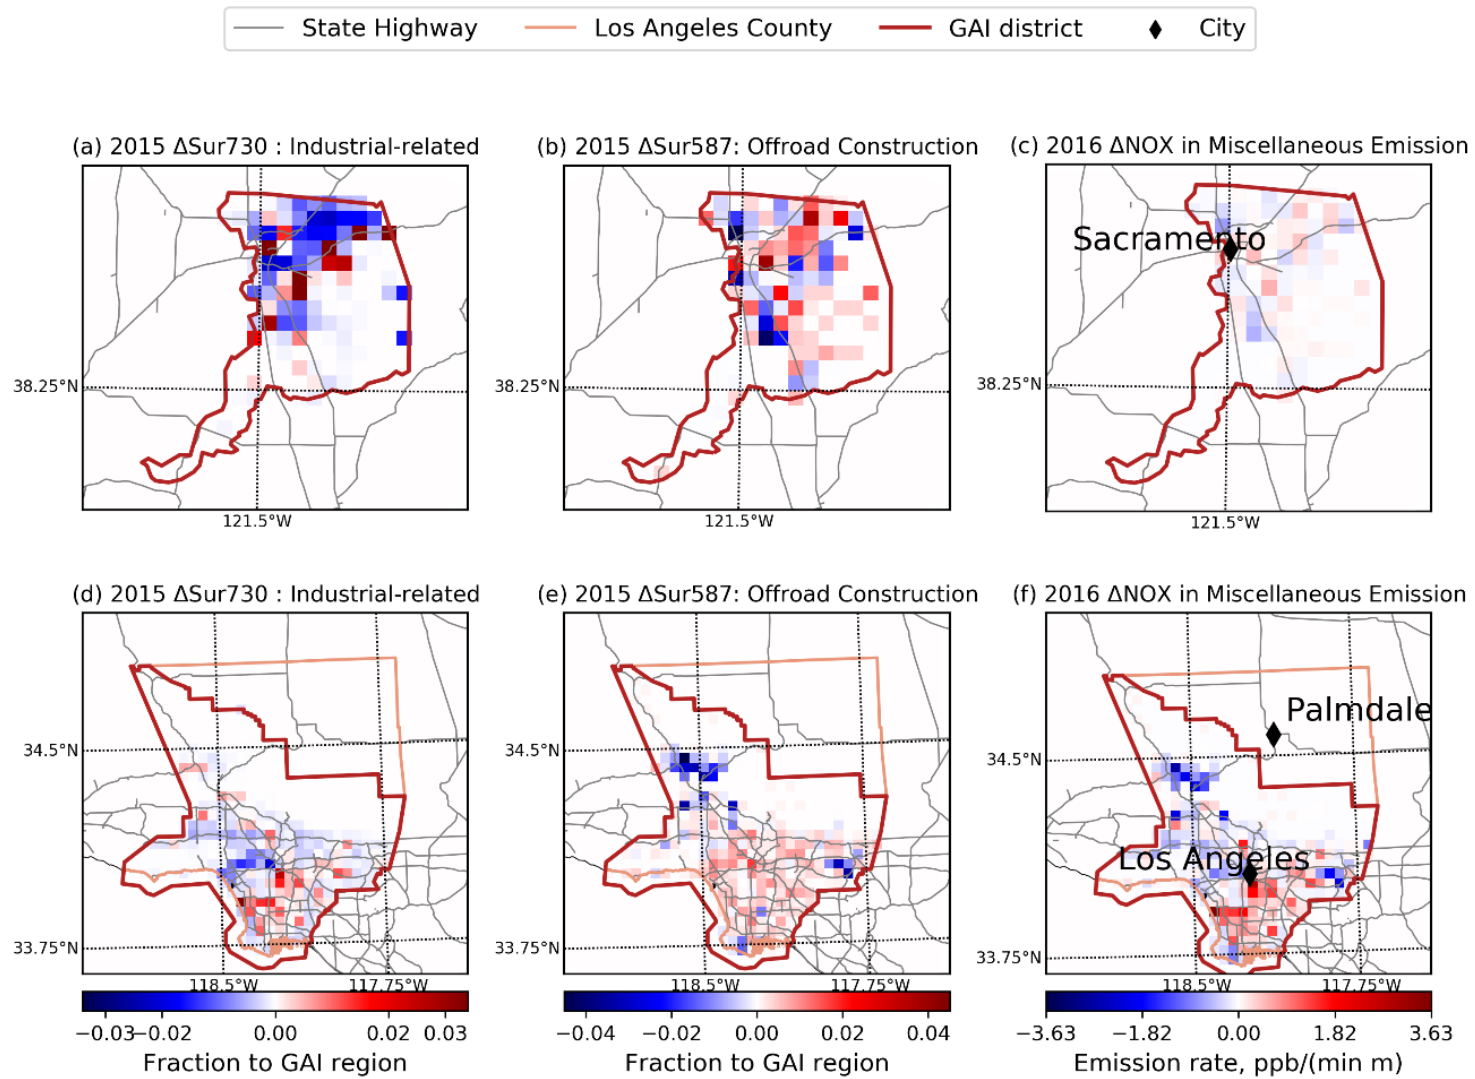 State Highway Los Angeles County GAI district City
(a) 2015 ΔSur730 : Industrial-related
(b) 2015 ΔSur587: Offroad Construction
(c) 2016 ΔNOX in Miscellaneous Emission
Sacramento
38.25°N
38.25°N
38.25°N
121.5°W
121.5°W
121.5°W
(d) 2015 ΔSur730 : Industrial-related
(e) 2015 ΔSur587: Offroad Construction
(f) 2016 ΔNOX in Miscellaneous Emission
Palmdale
34.5°N
34.5°N
34.5°N
Los Angeles
33.75°N
33.75°N
33.75°N
118.5°W 117.75°W
118.5°W 117.75°W
118.5°W 117.75°W
−0.03 −0.02 0.00 0.02 0.03
−0.04 −0.02 0.00 0.02 0.04
−3.63 −1.82 0.00 1.82 3.63
Fraction to GAI region
Fraction to GAI region
Emission rate, ppb/(min m)